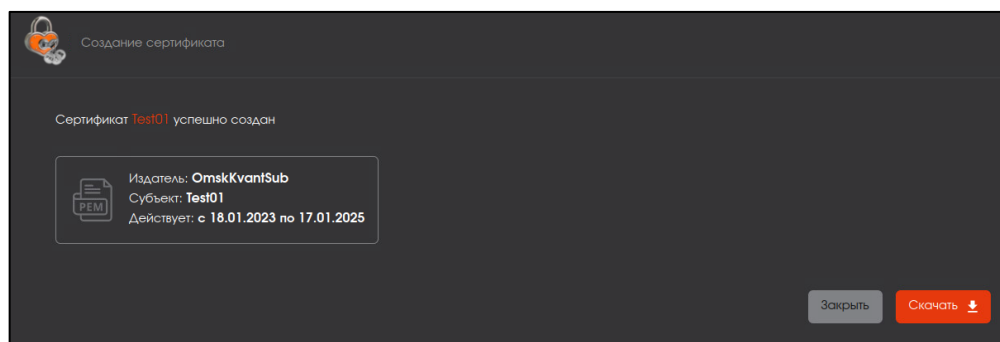 Создание сертификата
Сертификат Test01 успешно создан
PEM
Издатель: OmskKvantSub
Субъект: Test01
Действует: с 18.01.2023 по 17.01.2025
Закрыть
Скачать